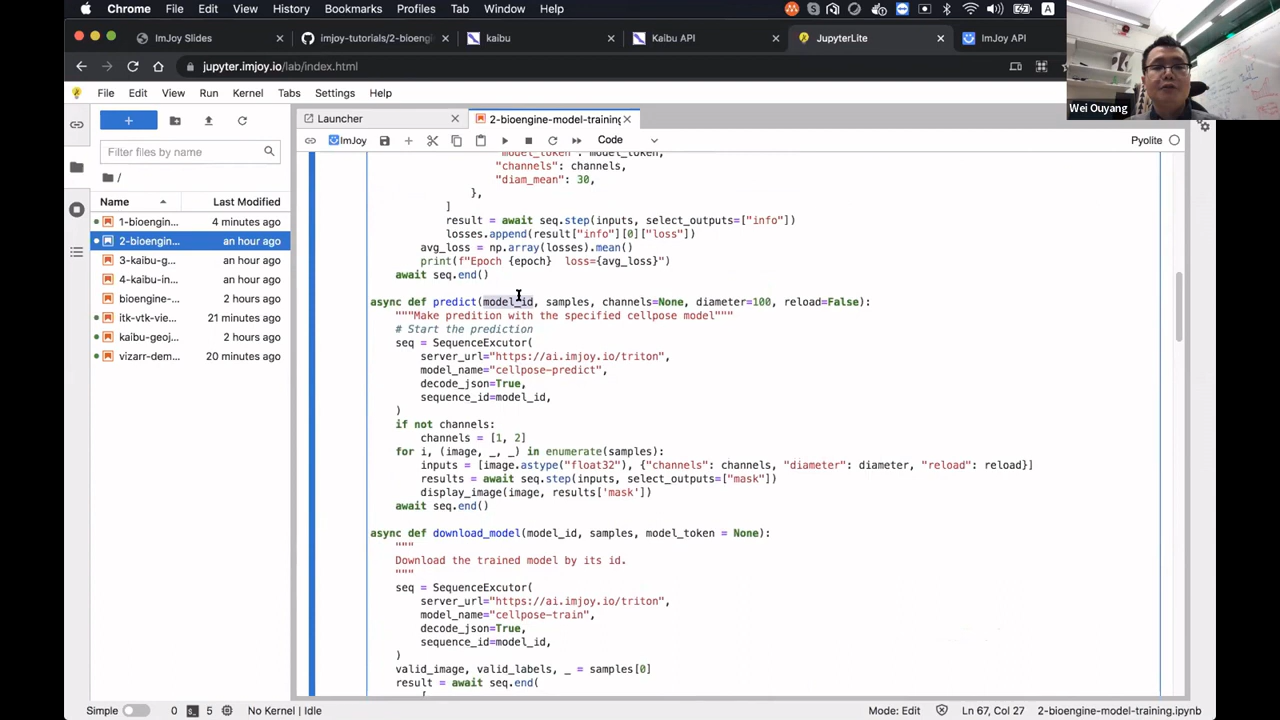 Chrome File Edit View History Bookmarks Profiles Tab Window Help A
ImJoy Slides imjoy-tutorials/2-bioengin kaibu Kaibu API JupyterLite ImJoy API
jupyter.imjoy.io/lab/index.html
Wei Ouyang
File Edit View Run Kernel Tabs Settings Help
Launcher 2-bioengine-model-training
ImJoy Code Pyolite
Filter files by name
/
Name Last Modified
1-bioengin... 4 minutes ago
2-bioengin... an hour ago
3-kaibu-g... an hour ago
4-kaibu-in... an hour ago
bioengine-... 2 hours ago
itk-vtk-vie... 21 minutes ago
kaibu-geoj... 2 hours ago
vizarr-dem... 20 minutes ago
"model_token": model_token,
"channels": channels,
"diam_mean": 30,
},
]
result = await seq.step(inputs, select_outputs=["info"])
losses.append(result["info"][0]["loss"])
avg_loss = np.array(losses).mean()
print(f"Epoch {epoch}  loss={avg_loss}")
await seq.end()
async def predict(model_id, samples, channels=None, diameter=100, reload=False):
"""Make predition with the specified cellpose model"""
# Start the prediction
seq = SequenceExcutor(
server_url="https://ai.imjoy.io/triton",
model_name="cellpose-predict",
decode_json=True,
sequence_id=model_id,
)
if not channels:
channels = [1, 2]
for i, (image, _, _) in enumerate(samples):
inputs = [image.astype("float32"), {"channels": channels, "diameter": diameter, "reload": reload}]
results = await seq.step(inputs, select_outputs=["mask"])
display_image(image, results['mask'])
await seq.end()
async def download_model(model_id, samples, model_token = None):
"""
Download the trained model by its id.
"""
seq = SequenceExcutor(
server_url="https://ai.imjoy.io/triton",
model_name="cellpose-train",
decode_json=True,
sequence_id=model_id,
)
valid_image, valid_labels, _ = samples[0]
result = await seq.end(
[
Simple 0 5 No Kernel | Idle Mode: Edit Ln 67, Col 27 2-bioengine-model-training.ipynb